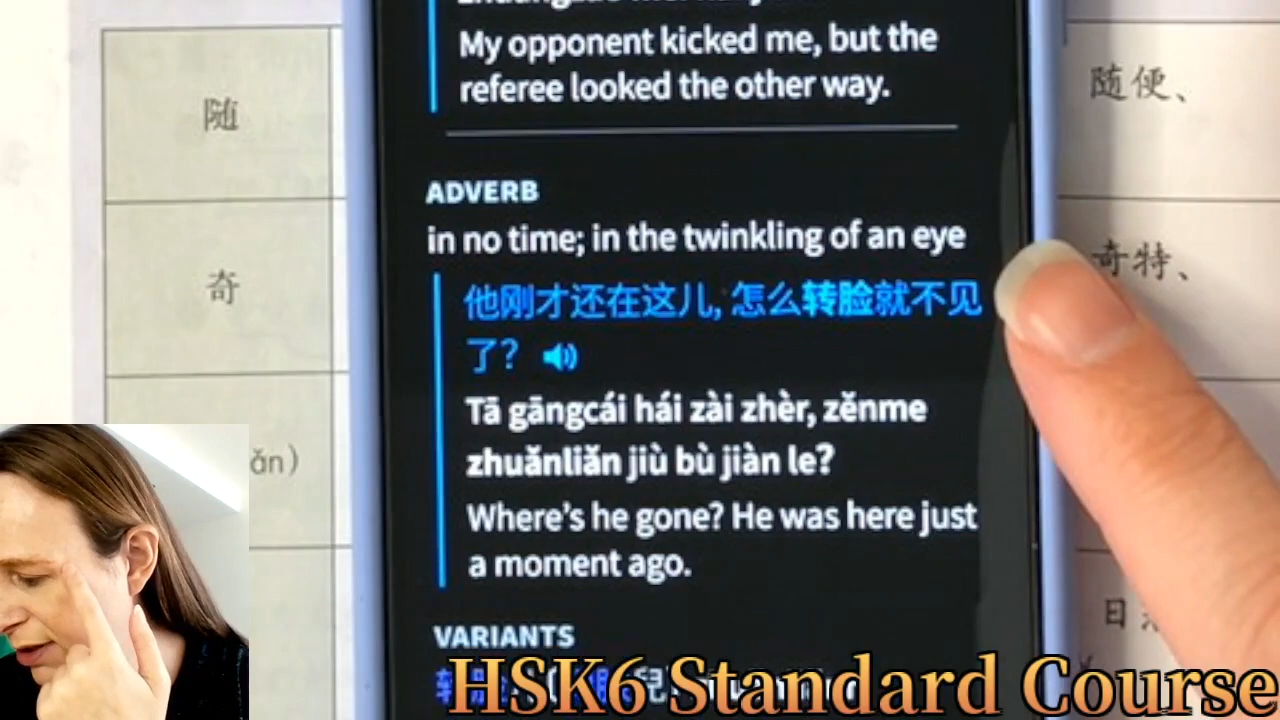 My opponent kicked me, but the
referee looked the other way.
ADVERB
in no time; in the twinkling of an eye
他刚才还在这儿, 怎么转脸就不见
了?
Tā gāngcái hái zài zhèr, zěnme
zhuǎnliǎn jiù bù jiàn le?
Where's he gone? He was here just
a moment ago.
VARIANTS
随
奇
ǎn)
随便、
奇特、
日
HSK6 Standard Course